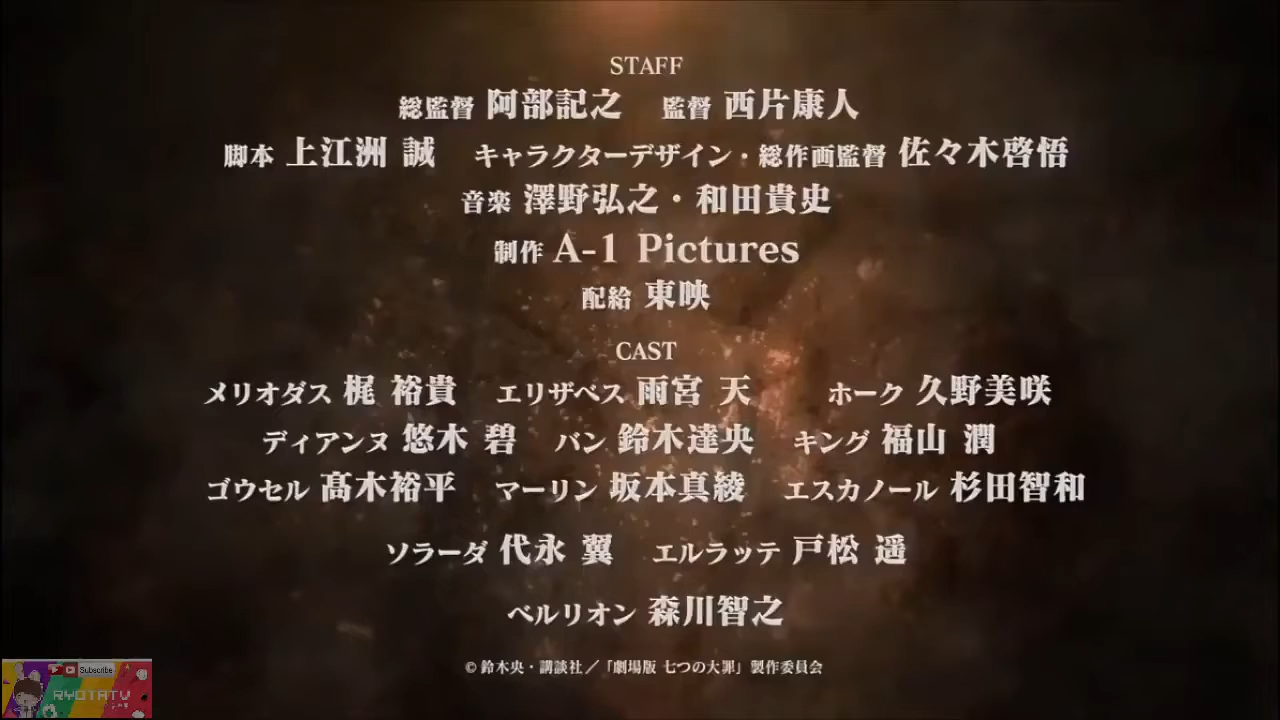 STAFF
総監督 阿部記之 監督 西片康人
脚本 上江洲 誠 キャラクターデザイン・総作画監督 佐々木啓悟
音楽 澤野弘之・和田貴史
制作 A-1 Pictures
配給 東映
CAST
メリオダス 梶 裕貴 エリザベス 雨宮 天 ホーク 久野美咲
ディアンヌ 悠木 碧 バン 鈴木達央 キング 福山 潤
ゴウセル 髙木裕平 マーリン 坂本真綾 エスカノール 杉田智和
ソラーダ 代永 翼 エルラッテ 戸松 遥
ベルリオン 森川智之
© 鈴木央・講談社／「劇場版 七つの大罪」製作委員会
Subscribe
RYOTATV